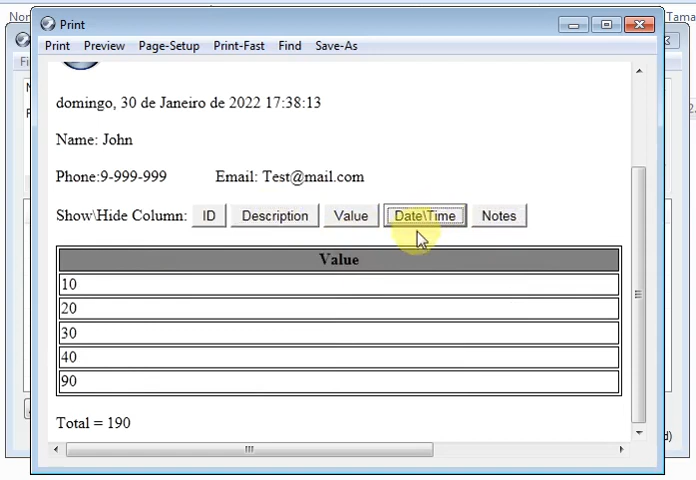 Print
Print Preview Page-Setup Print-Fast Find Save-As
domingo, 30 de Janeiro de 2022 17:38:13
Name: John
Phone:9-999-999 Email: Test@mail.com
Show\Hide Column: ID Description Value Date\Time Notes
Value
10
20
30
40
90
Total = 190